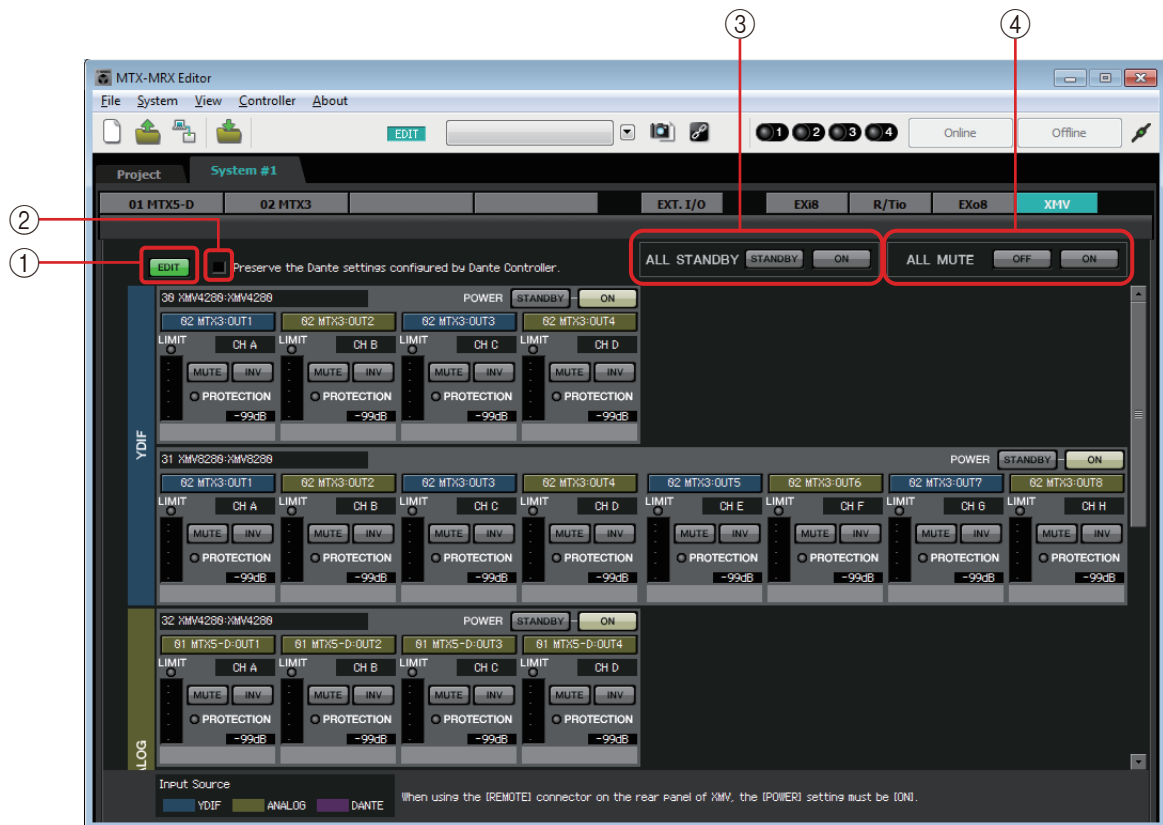 ③ ④
MTX-MRX Editor
File System View Controller About
EDIT 1 2 3 4 Online Offline
Project System #1
01 MTX5-D 02 MTX3 EXT. I/O EXi8 R/Tio EXo8 XMV
②
①
EDIT Preserve the Dante settings configured by Dante Controller. ALL STANDBY STANDBY ON ALL MUTE OFF ON
YDIF
30 XMV4280:XMV4280 POWER STANDBY ON
02 MTX3:OUT1 02 MTX3:OUT2 02 MTX3:OUT3 02 MTX3:OUT4
LIMIT CH A LIMIT CH B LIMIT CH C LIMIT CH D
MUTE INV MUTE INV MUTE INV MUTE INV
PROTECTION PROTECTION PROTECTION PROTECTION
-99dB -99dB -99dB -99dB
31 XMV8280:XMV8280 POWER STANDBY ON
02 MTX3:OUT1 02 MTX3:OUT2 02 MTX3:OUT3 02 MTX3:OUT4 02 MTX3:OUT5 02 MTX3:OUT6 02 MTX3:OUT7 02 MTX3:OUT8
LIMIT CH A LIMIT CH B LIMIT CH C LIMIT CH D LIMIT CH E LIMIT CH F LIMIT CH G LIMIT CH H
MUTE INV MUTE INV MUTE INV MUTE INV MUTE INV MUTE INV MUTE INV MUTE INV
PROTECTION PROTECTION PROTECTION PROTECTION PROTECTION PROTECTION PROTECTION PROTECTION
-99dB -99dB -99dB -99dB -99dB -99dB -99dB -99dB
ALOG
32 XMV4280:XMV4280 POWER STANDBY ON
01 MTX5-D:OUT1 01 MTX5-D:OUT2 01 MTX5-D:OUT3 01 MTX5-D:OUT4
LIMIT CH A LIMIT CH B LIMIT CH C LIMIT CH D
MUTE INV MUTE INV MUTE INV MUTE INV
PROTECTION PROTECTION PROTECTION PROTECTION
-99dB -99dB -99dB -99dB
Input Source
YDIF ANALOG DANTE
When using the [REMOTE] connector on the rear panel of XMV, the [POWER] setting must be [ON].